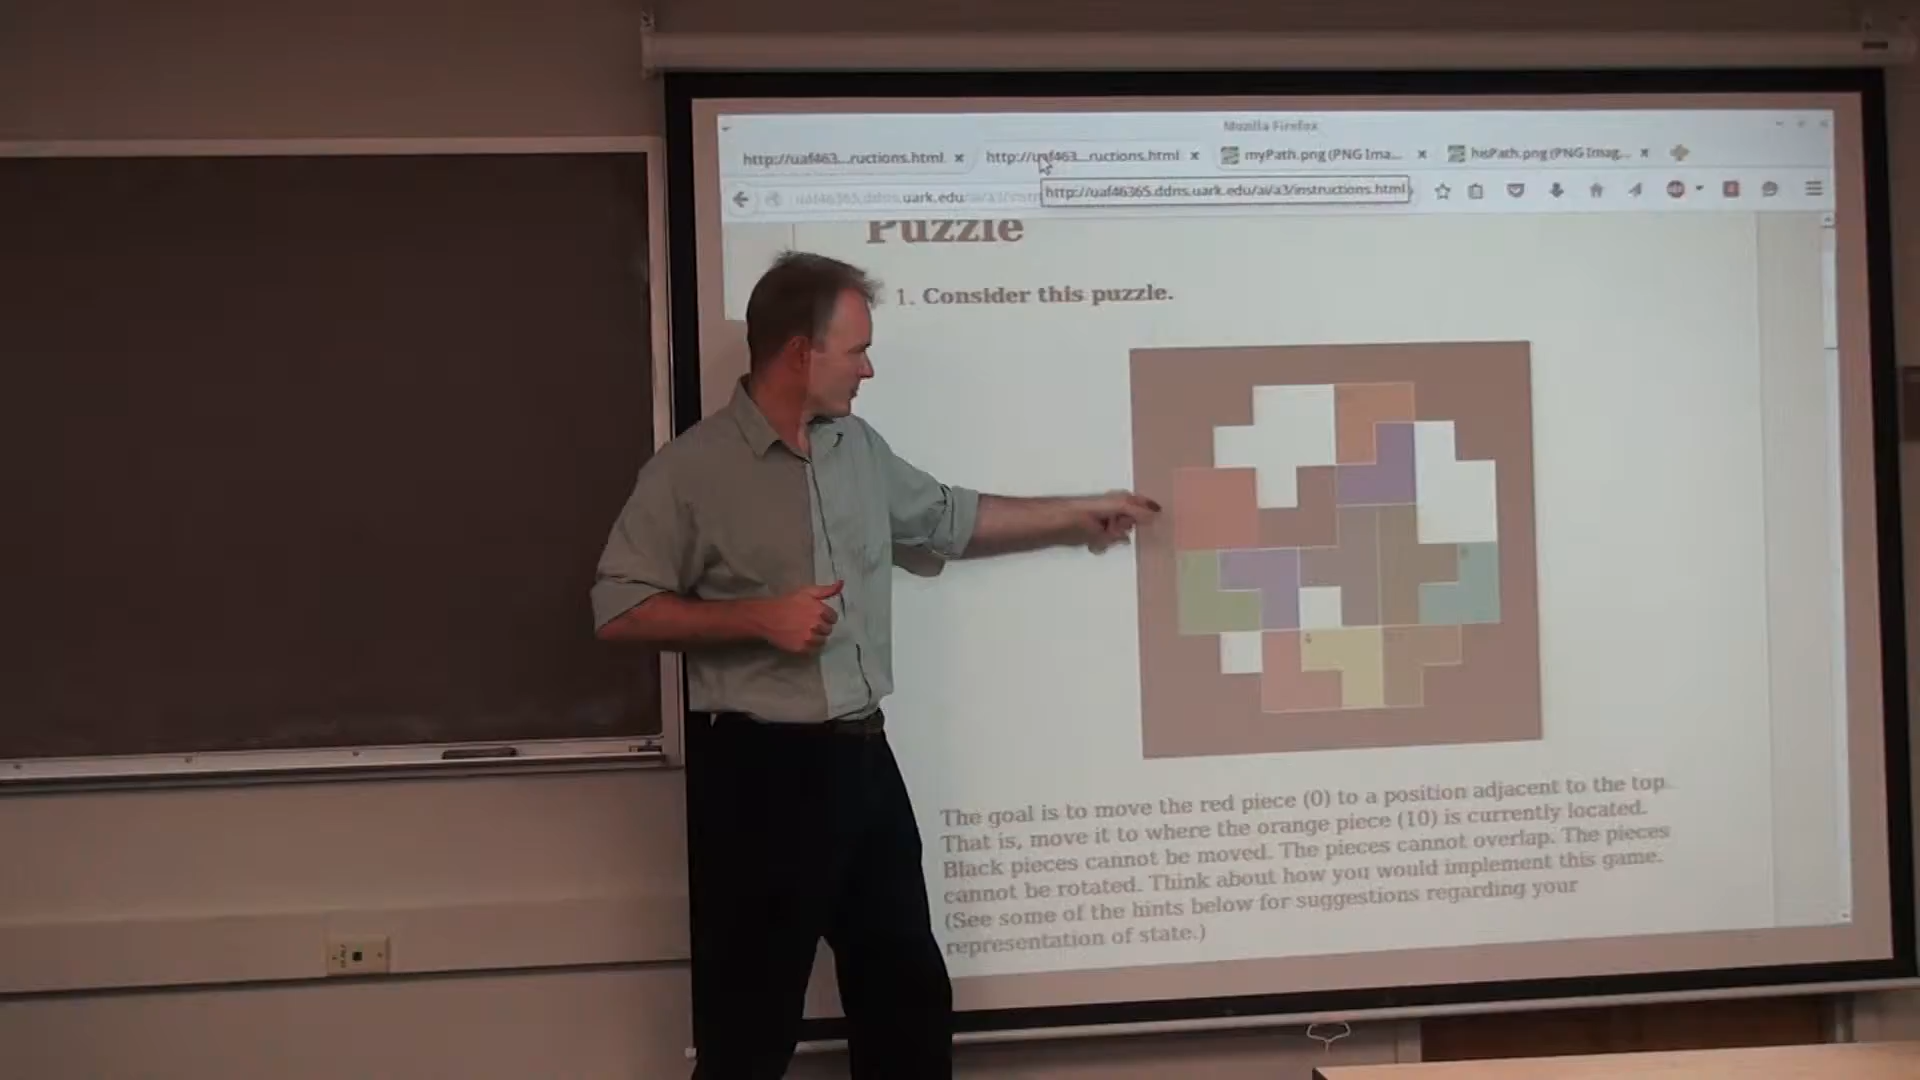 Mozilla Firefox
http://uaf463...ructions.html
http://uaf463...ructions.html
myPath.png (PNG Ima...
hisPath.png (PNG Imag...
uaf46365.ddns.uark.edu/ai/a3/instr
http://uaf46365.ddns.uark.edu/ai/a3/instructions.html
Puzzle
1. Consider this puzzle.
The goal is to move the red piece (0) to a position adjacent to the top.
That is, move it to where the orange piece (10) is currently located.
Black pieces cannot be moved. The pieces cannot overlap. The pieces
cannot be rotated. Think about how you would implement this game.
(See some of the hints below for suggestions regarding your
representation of state.)